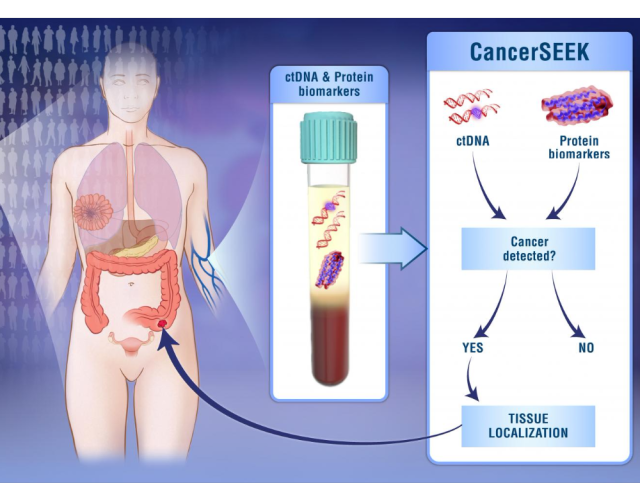 ctDNA & Protein
biomarkers
CancerSEEK
ctDNA
Protein
biomarkers
Cancer
detected?
YES
NO
TISSUE
LOCALIZATION